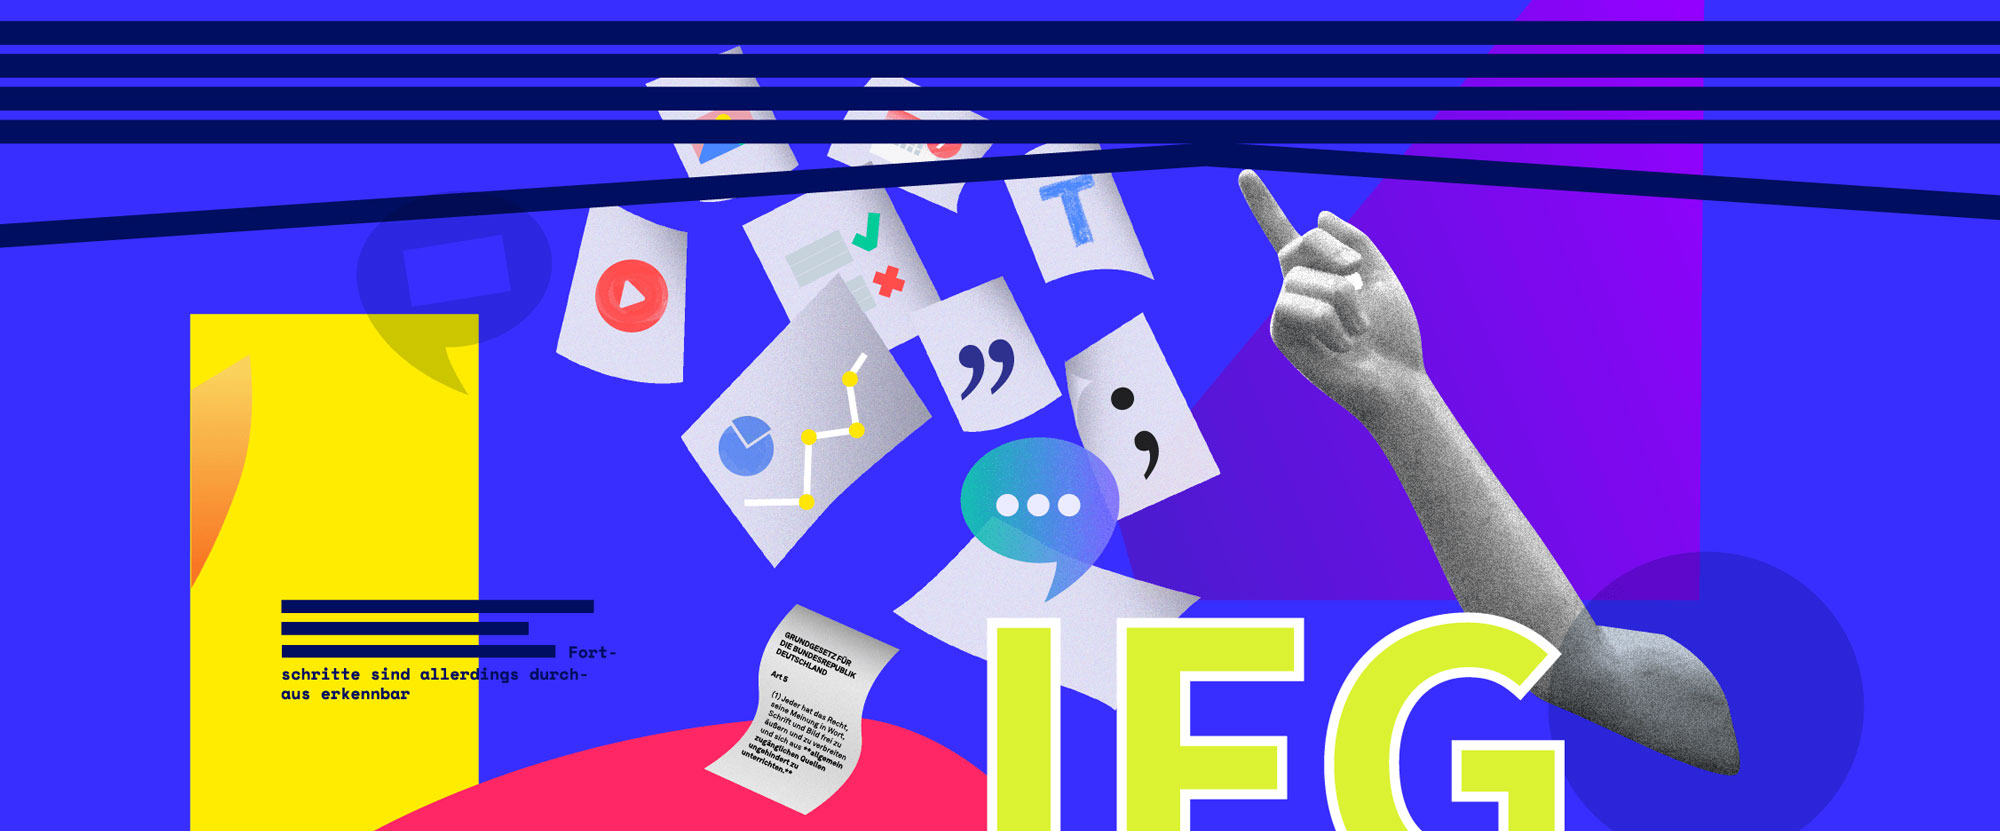 T
”
;
Fort-
schritte sind allerdings durch-
aus erkennbar
GRUNDGESETZ FÜR
DIE BUNDESREPUBLIK
DEUTSCHLAND
Art 5
(1) Jeder hat das Recht,
seine Meinung in Wort,
Schrift und Bild frei zu
äußern und zu verbreiten
und sich aus **allgemein
zugänglichen Quellen
ungehindert zu
unterrichten.**
IFG